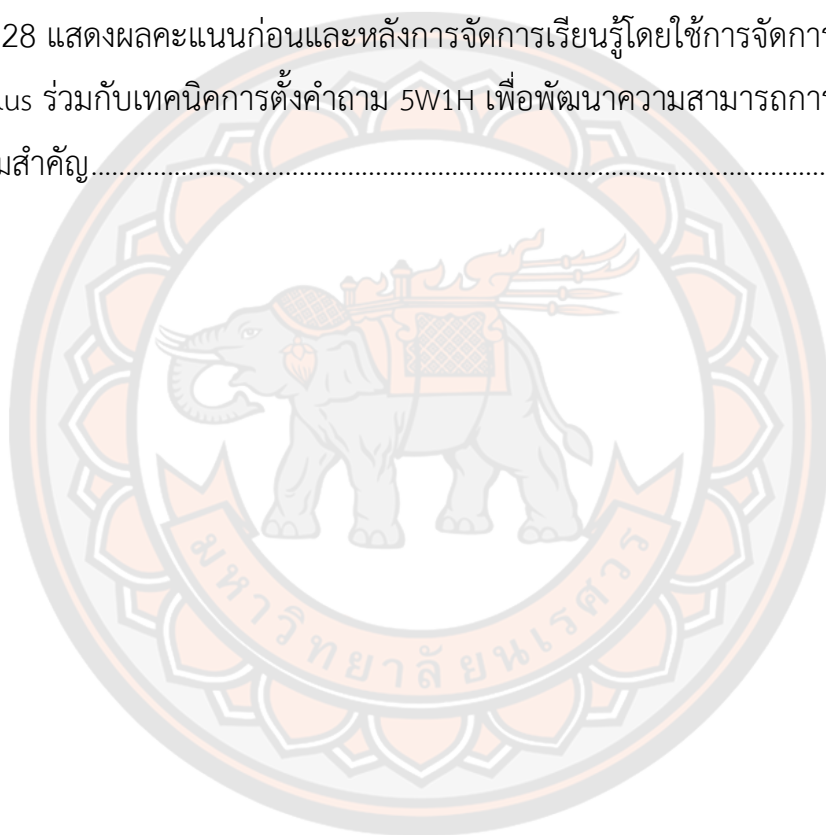 28 แสดงผลคะแนนก่อนและหลังการจัดการเรียนรู้โดยใช้การจัดการ
lus ร่วมกับเทคนิคการตั้งคำถาม 5W1H เพื่อพัฒนาความสามารถการ
มสำคัญ..........................................................................................................
มหาวิทยาลัยนเรศวร